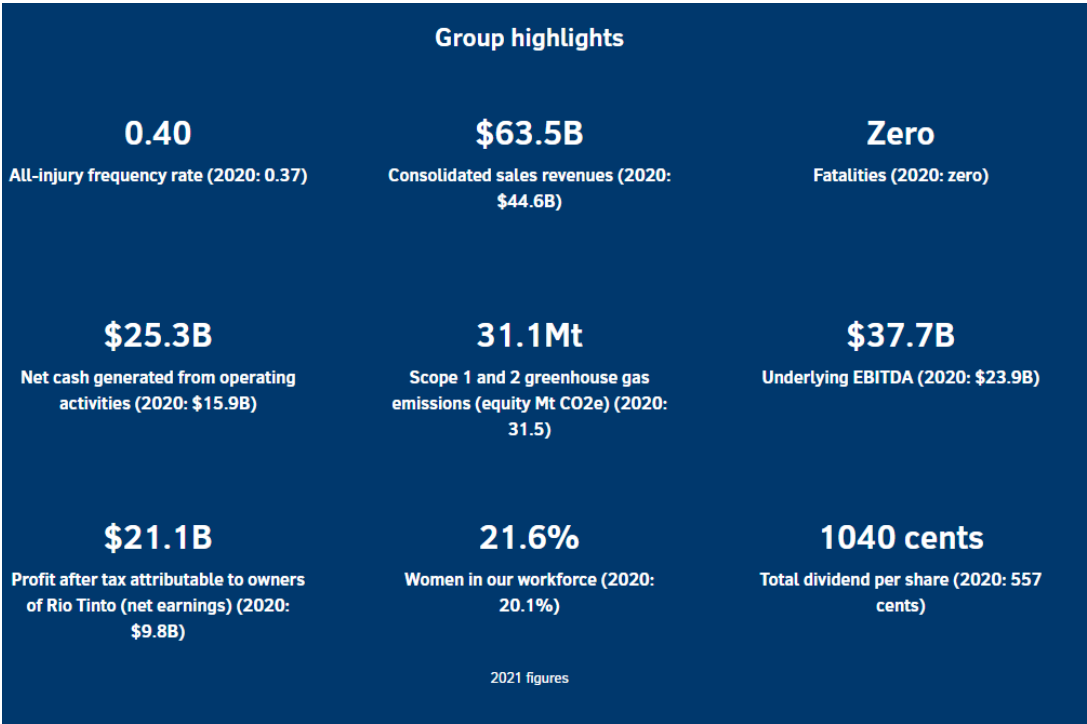 Group highlights
0.40
All-injury frequency rate (2020: 0.37)
$63.5B
Consolidated sales revenues (2020:
$44.6B)
Zero
Fatalities (2020: zero)
$25.3B
Net cash generated from operating
activities (2020: $15.9B)
31.1Mt
Scope 1 and 2 greenhouse gas
emissions (equity Mt CO2e) (2020:
31.5)
$37.7B
Underlying EBITDA (2020: $23.9B)
$21.1B
Profit after tax attributable to owners
of Rio Tinto (net earnings) (2020:
$9.8B)
21.6%
Women in our workforce (2020:
20.1%)
1040 cents
Total dividend per share (2020: 557
cents)
2021 figures